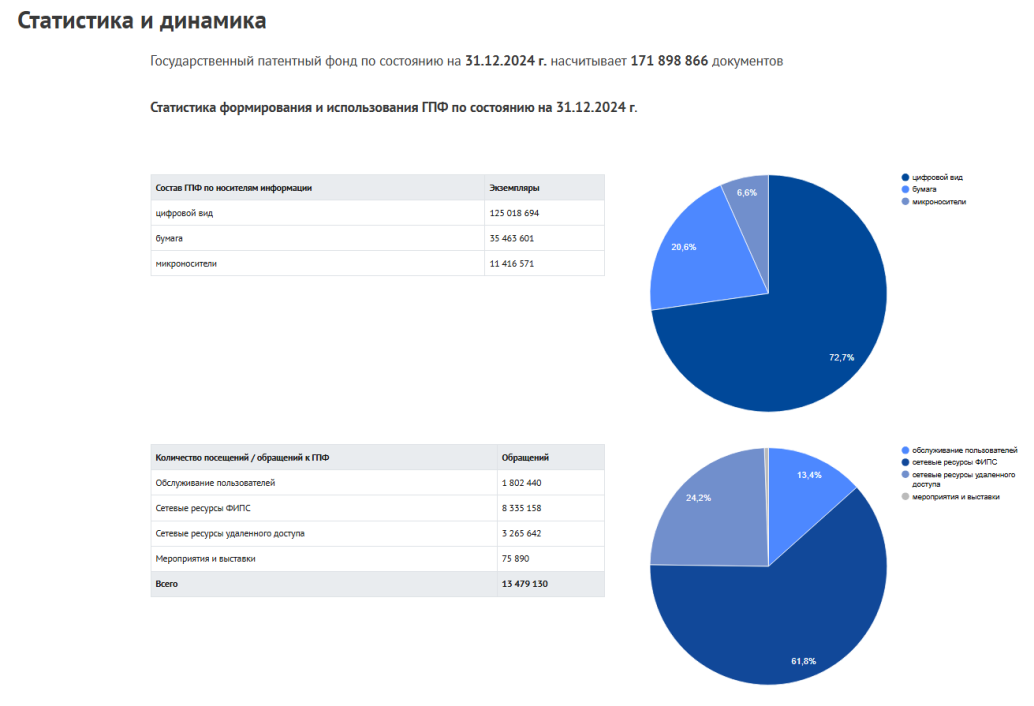 Статистика и динамика
Государственный патентный фонд по состоянию на 31.12.2024 г. насчитывает 171 898 866 документов
Статистика формирования и использования ГПФ по состоянию на 31.12.2024 г.
Состав ГПФ по носителям информации Экземпляры
цифровой вид 125 018 694
бумага 35 463 601
микроносители 11 416 571
6,6%
20,6%
72,7%
цифровой вид
бумага
микроносители
Количество посещений / обращений к ГПФ Обращений
Обслуживание пользователей 1 802 440
Сетевые ресурсы ФИПС 8 335 158
Сетевые ресурсы удаленного доступа 3 265 642
Мероприятия и выставки 75 890
Всего 13 479 130
13,4%
24,2%
61,8%
обслуживание пользователей
сетевые ресурсы ФИПС
сетевые ресурсы удаленного
доступа
мероприятия и выставки